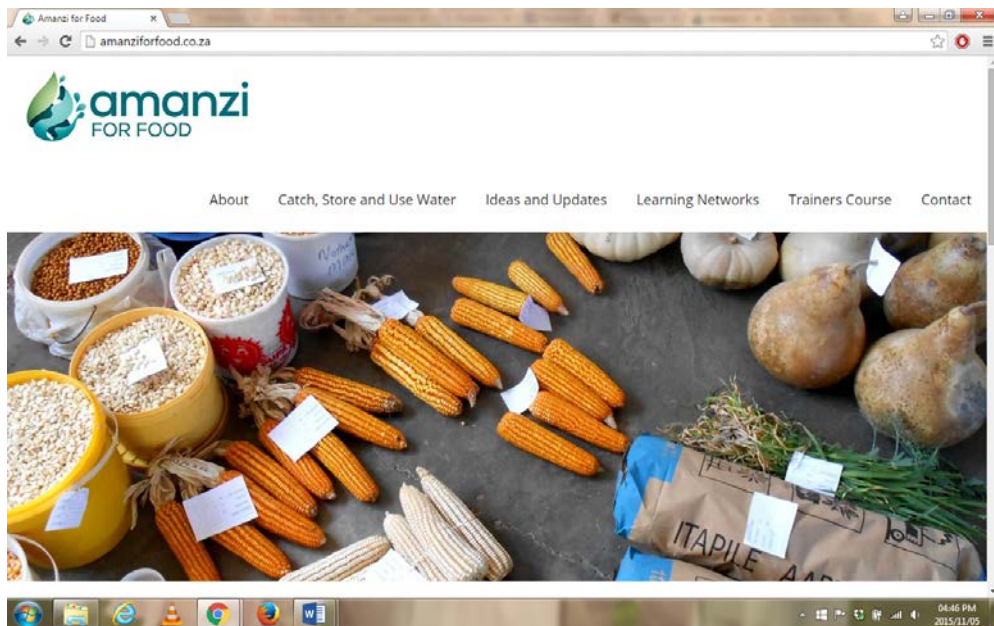 Amanzi for Food
amanziforfood.co.za
amanzi
FOR FOOD
About Catch, Store and Use Water Ideas and Updates Learning Networks Trainers Course Contact
ITAPILE
04:46 PM
2015/11/05